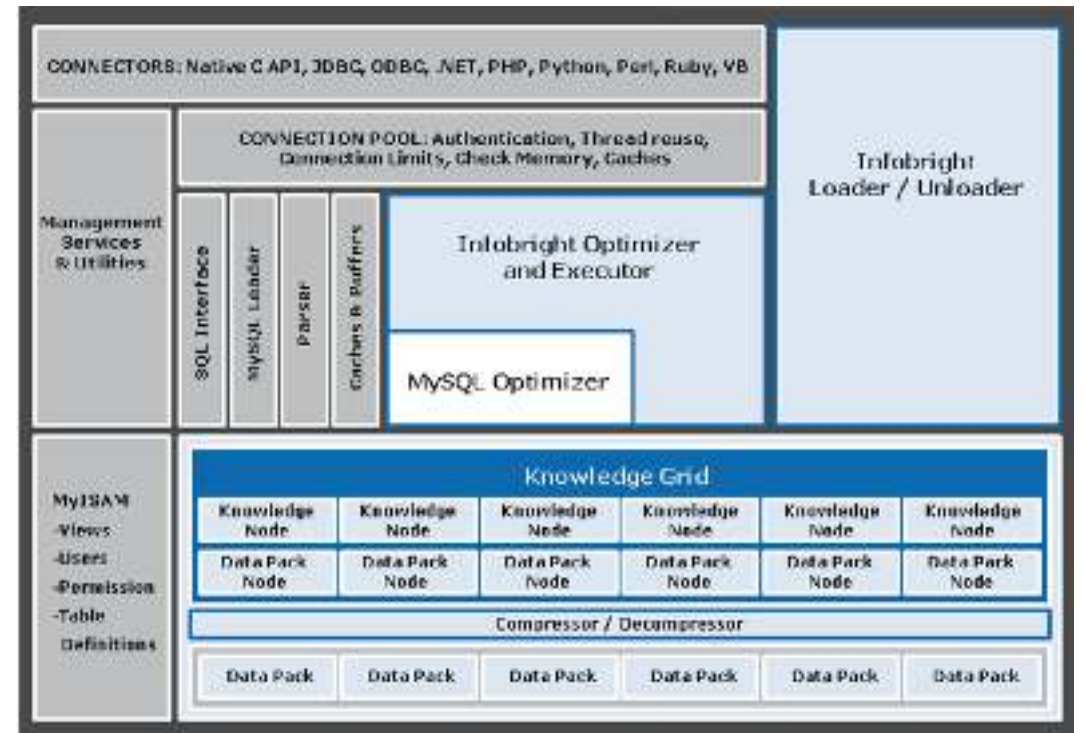 CONNECTORS: Native C API, JDBC, ODBC, .NET, PHP, Python, Perl, Ruby, VB
CONNECTION POOL: Authentication, Thread reuse,
Connection Limits, Check Memory, Caches
Infobright
Loader / Unloader
Management
Services
& Utilities
SQL Interface
MySQL Loader
Parser
Caches & Buffers
Infobright Optimizer
and Executor
MySQL Optimizer
MyISAM
-Views
-Users
-Permission
-Table
Definitions
Knowledge Grid
Knowledge Knowledge Knowledge Knowledge Knowledge Knowledge
Node Node Node Node Node Node
Data Pack Data Pack Data Pack Data Pack Data Pack Data Pack
Node Node Node Node Node Node
Compressor / Decompressor
Data Pack Data Pack Data Pack Data Pack Data Pack Data Pack